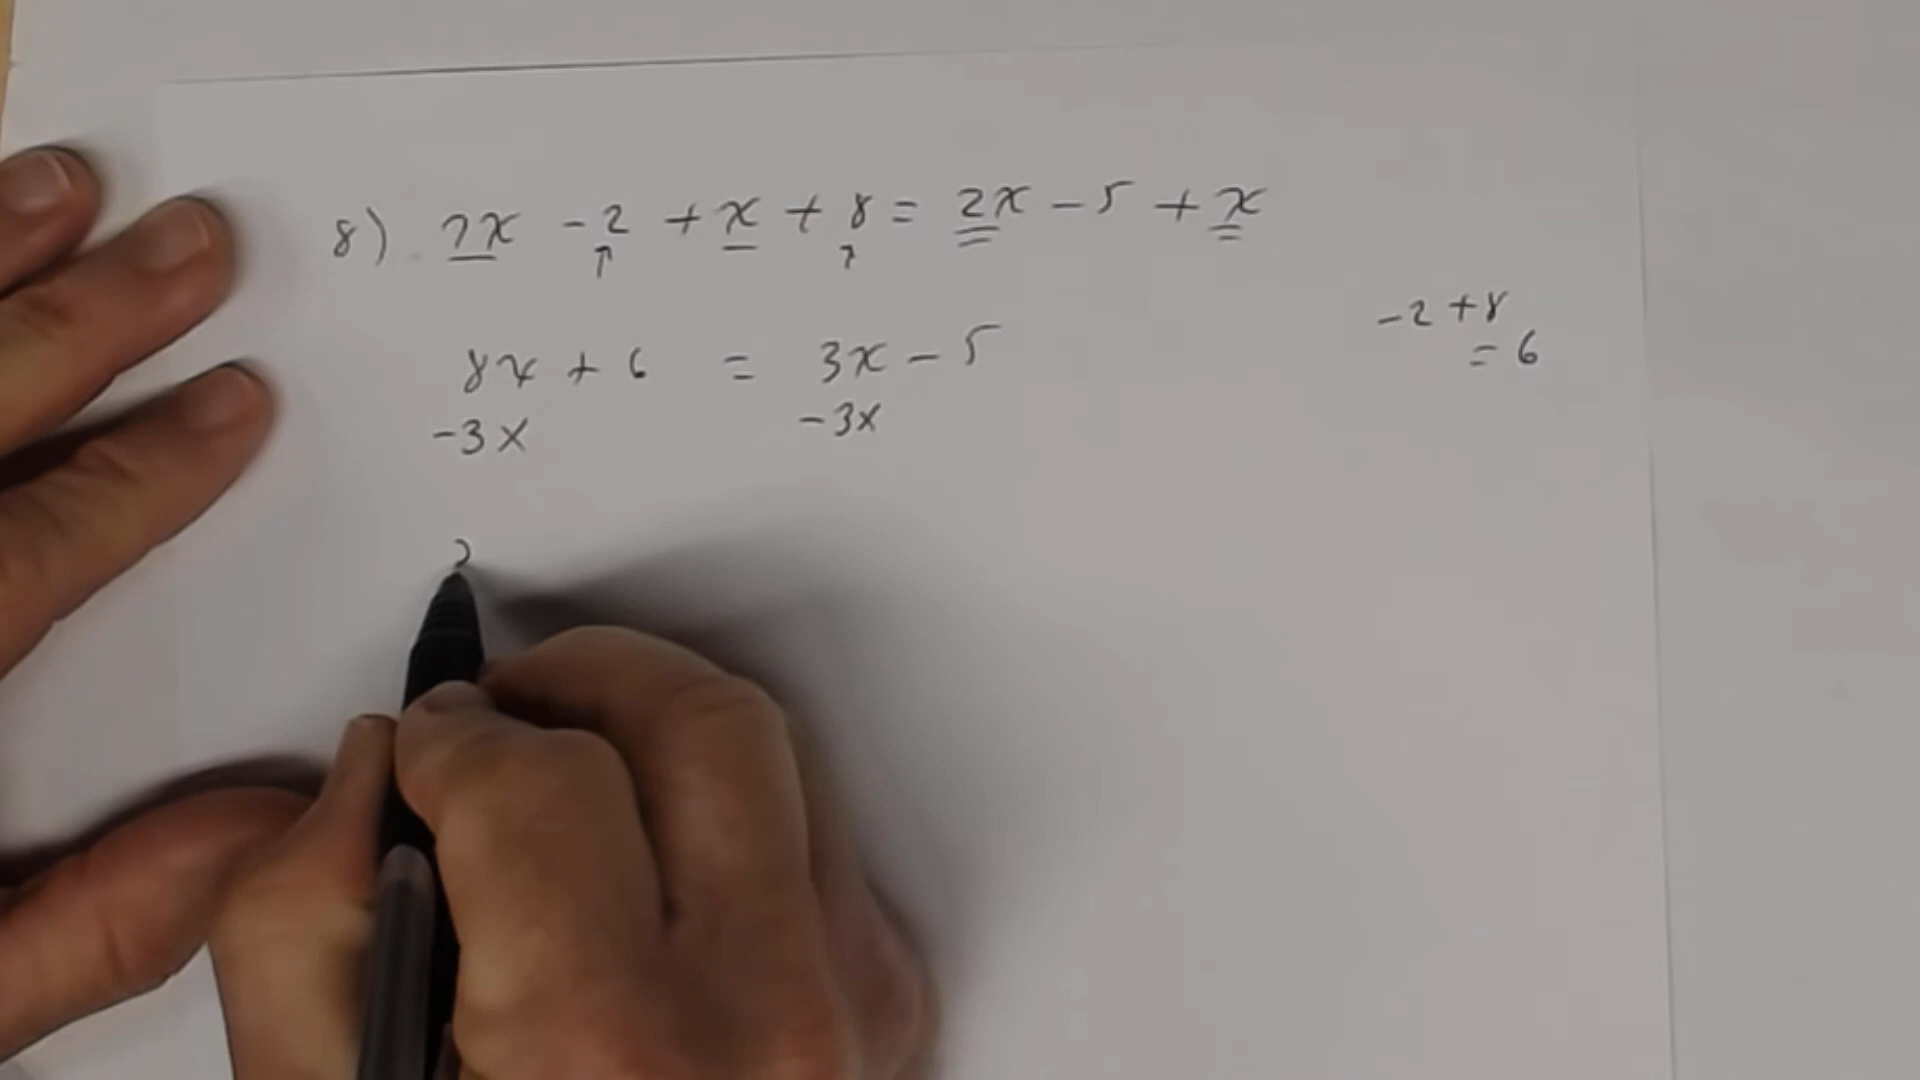 8) 7x - 2 + x + 8 = 2x - 5 + x
-2 + 8
= 6
8x + 6 = 3x - 5
-3x -3x